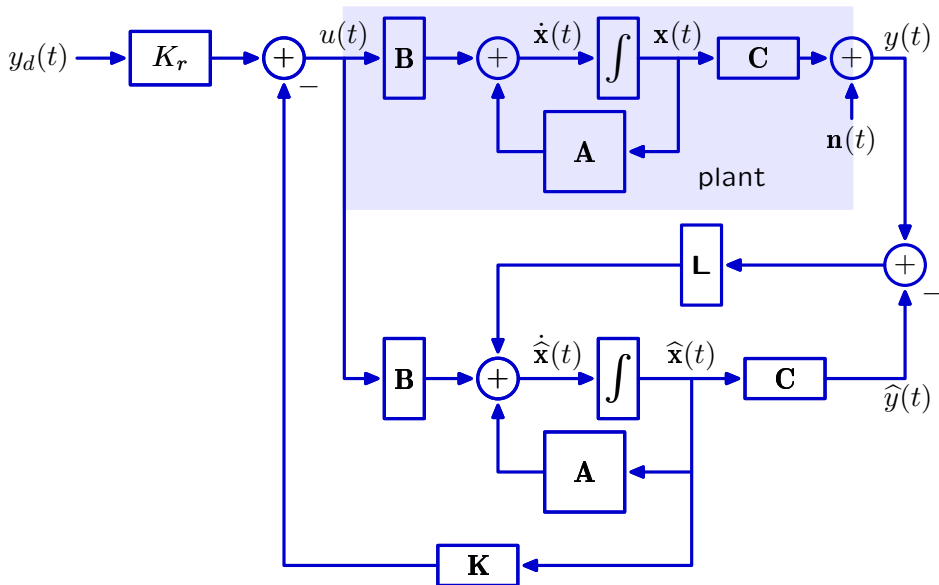 y_d(t)
K_r
+
−
u(t)
B
+
ẋ(t)
∫
x(t)
C
+
y(t)
A
n(t)
plant
L
+
−
B
+
x̂̇(t)
∫
x̂(t)
C
ŷ(t)
A
K